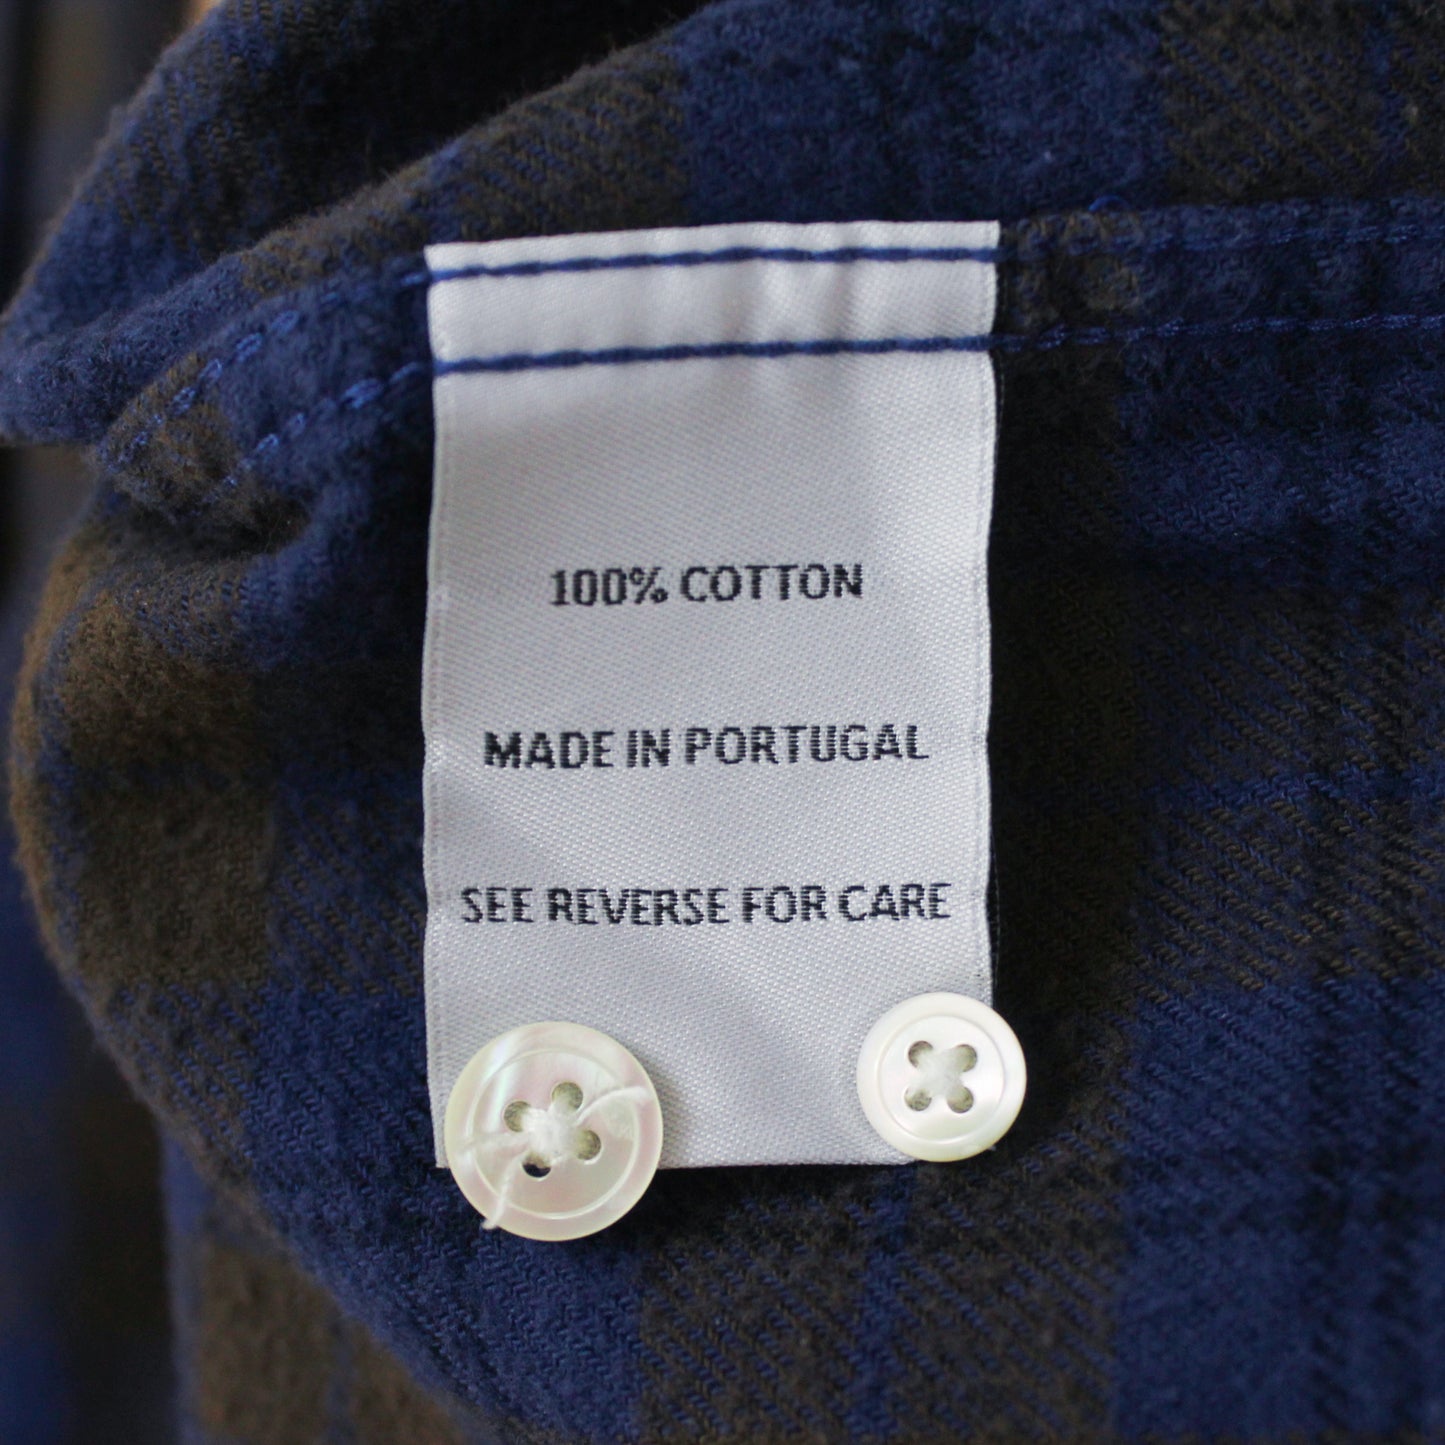 100% COTTON
MADE IN PORTUGAL
SEE REVERSE FOR CARE